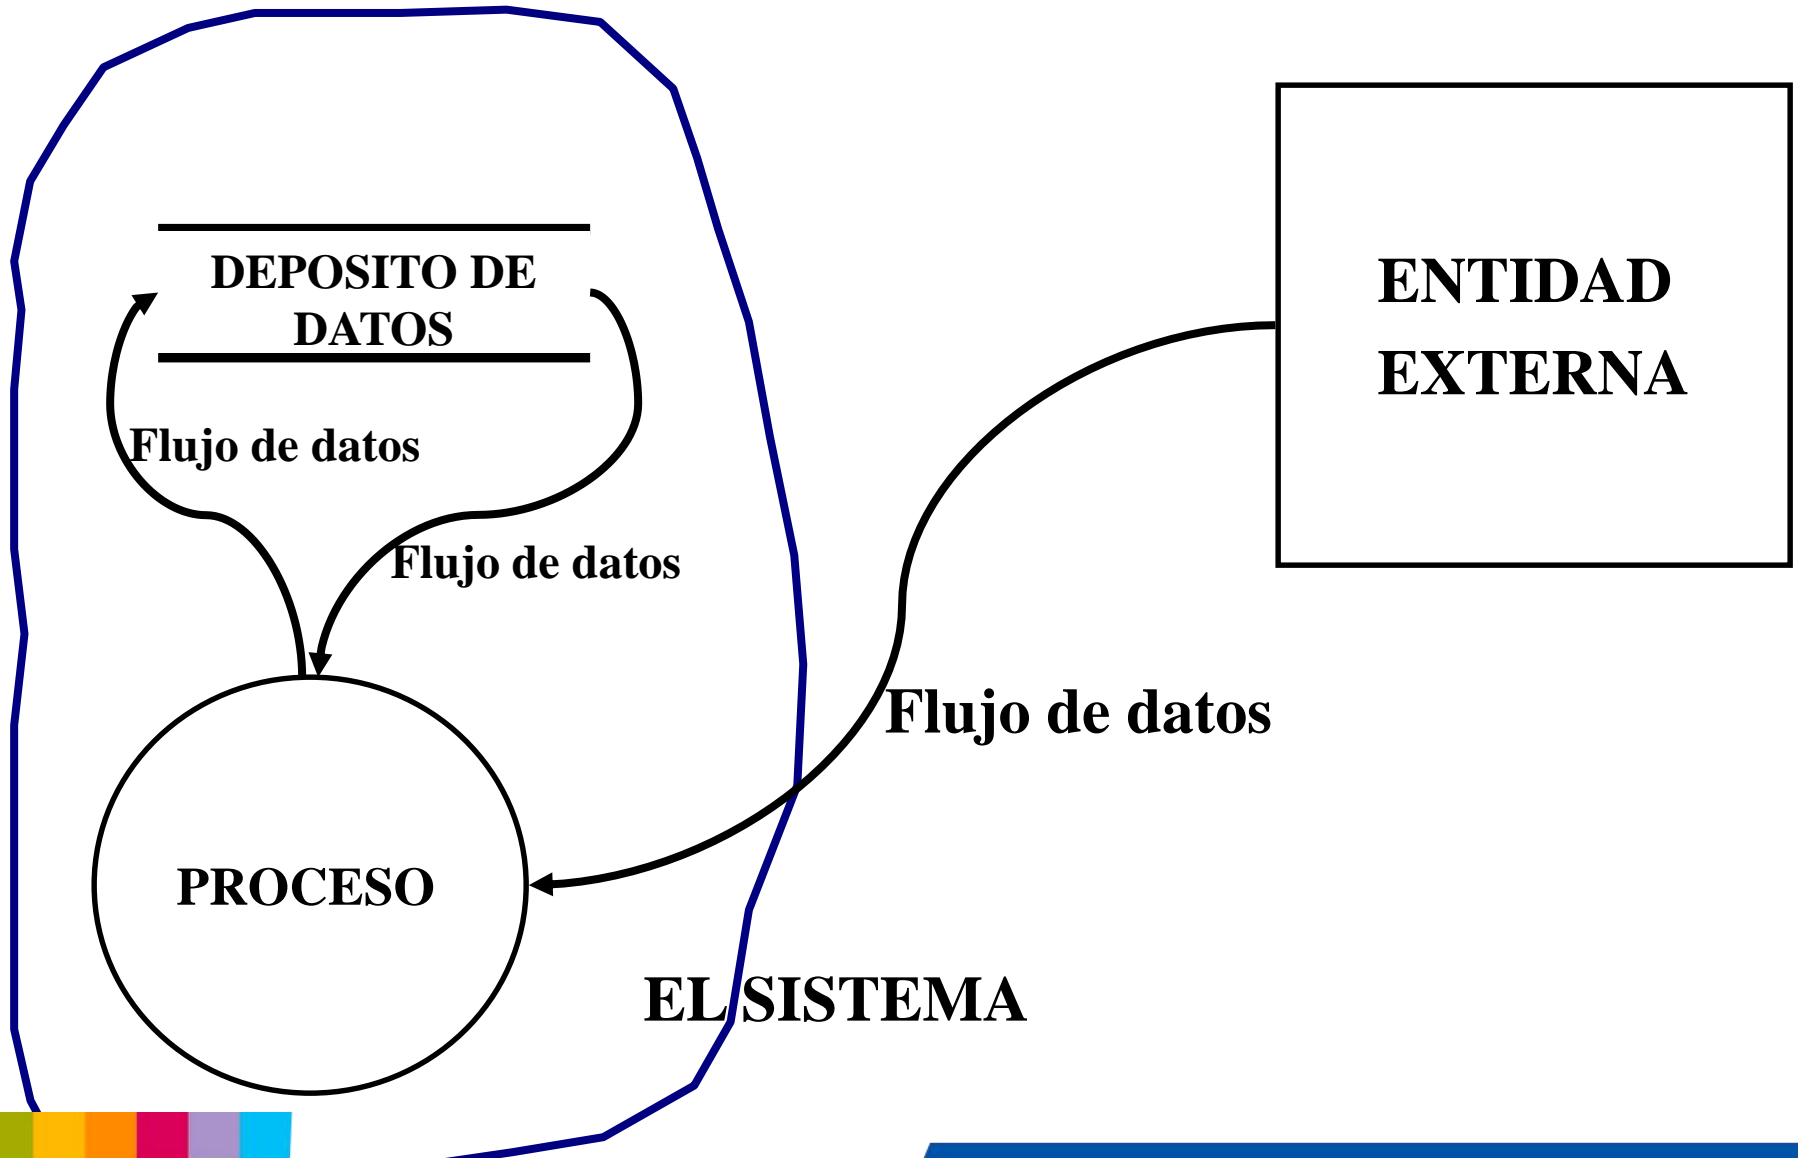 DEPOSITO DE
DATOS
ENTIDAD
EXTERNA
Flujo de datos
Flujo de datos
Flujo de datos
PROCESO
EL SISTEMA